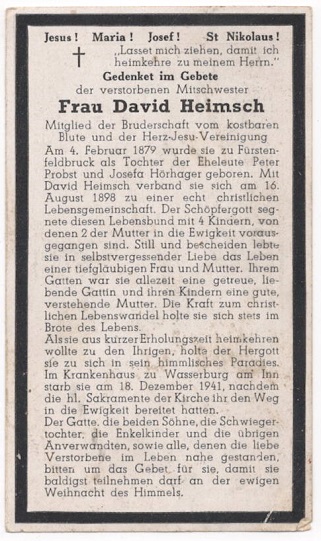 Jesus ! Maria ! Josef ! St Nikolaus !
„Lasset mich ziehen, damit ich
heimkehre zu meinem Herrn.“
Gedenket im Gebete
der verstorbenen Mitschwester
Frau David Heimsch
Mitglied der Bruderschaft vom kostbaren
Blute und der Herz-Jesu-Vereinigung
Am 4. Februar 1879 wurde sie zu Fürsten-
feldbruck als Tochter der Eheleute Peter
Probst und Josefa Hörhager geboren. Mit
David Heimsch verband sie sich am 16.
August 1898 zu einer echt christlichen
Lebensgemeinschaft. Der Schöpfergott seg-
nete diesen Lebensbund mit 4 Kindern, von
denen 2 der Mutter in die Ewigkeit voraus-
gegangen sind. Still und bescheiden lebte
sie in selbstvergessender Liebe das Leben
einer tiefgläubigen Frau und Mutter. Ihrem
Gatten war sie allezeit eine getreue, lie-
bende Gattin und ihren Kindern eine gute,
verstehende Mutter. Die Kraft zum christ-
lichen Lebenswandel holte sie sich stets im
Brote des Lebens.
Als sie aus kurzer Erholungszeit heimkehren
wollte zu den Ihrigen, holte der Hergott
sie zu sich in sein himmlisches Paradies.
Im Krankenhaus zu Wasserburg am Inn
starb sie am 18. Dezember 1941, nachdem
die hl. Sakramente der Kirche ihr den Weg
in die Ewigkeit bereitet hatten.
Der Gatte, die beiden Söhne, die Schwieger-
tochter, die Enkelkinder und die übrigen
Anverwandten, sowie alle, denen die liebe
Verstorbene im Leben nahe gestanden,
bitten um das Gebet für sie, damit sie
baldigst teilnehmen darf an der ewigen
Weihnacht des Himmels.